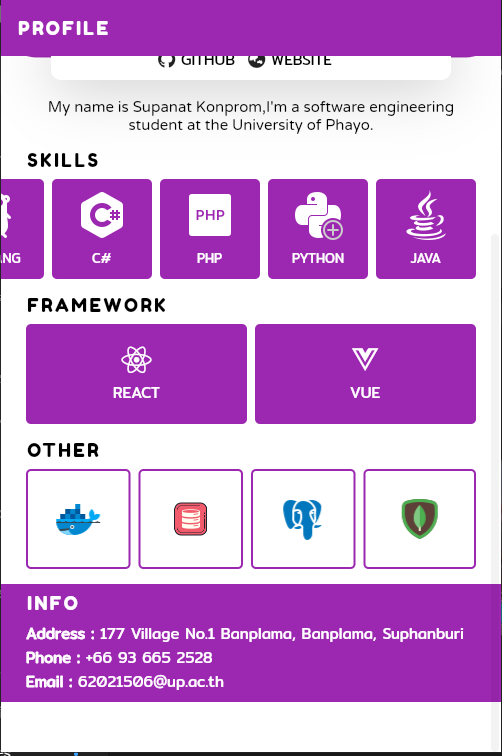 PROFILE
GITHUB WEBSITE
My name is Supanat Konprom,I'm a software engineering
student at the University of Phayo.
SKILLS
NG C# PHP PYTHON JAVA
PHP
FRAMEWORK
REACT VUE
OTHER
INFO
Address : 177 Village No.1 Banplama, Banplama, Suphanburi
Phone : +66 93 665 2528
Email : 62021506@up.ac.th